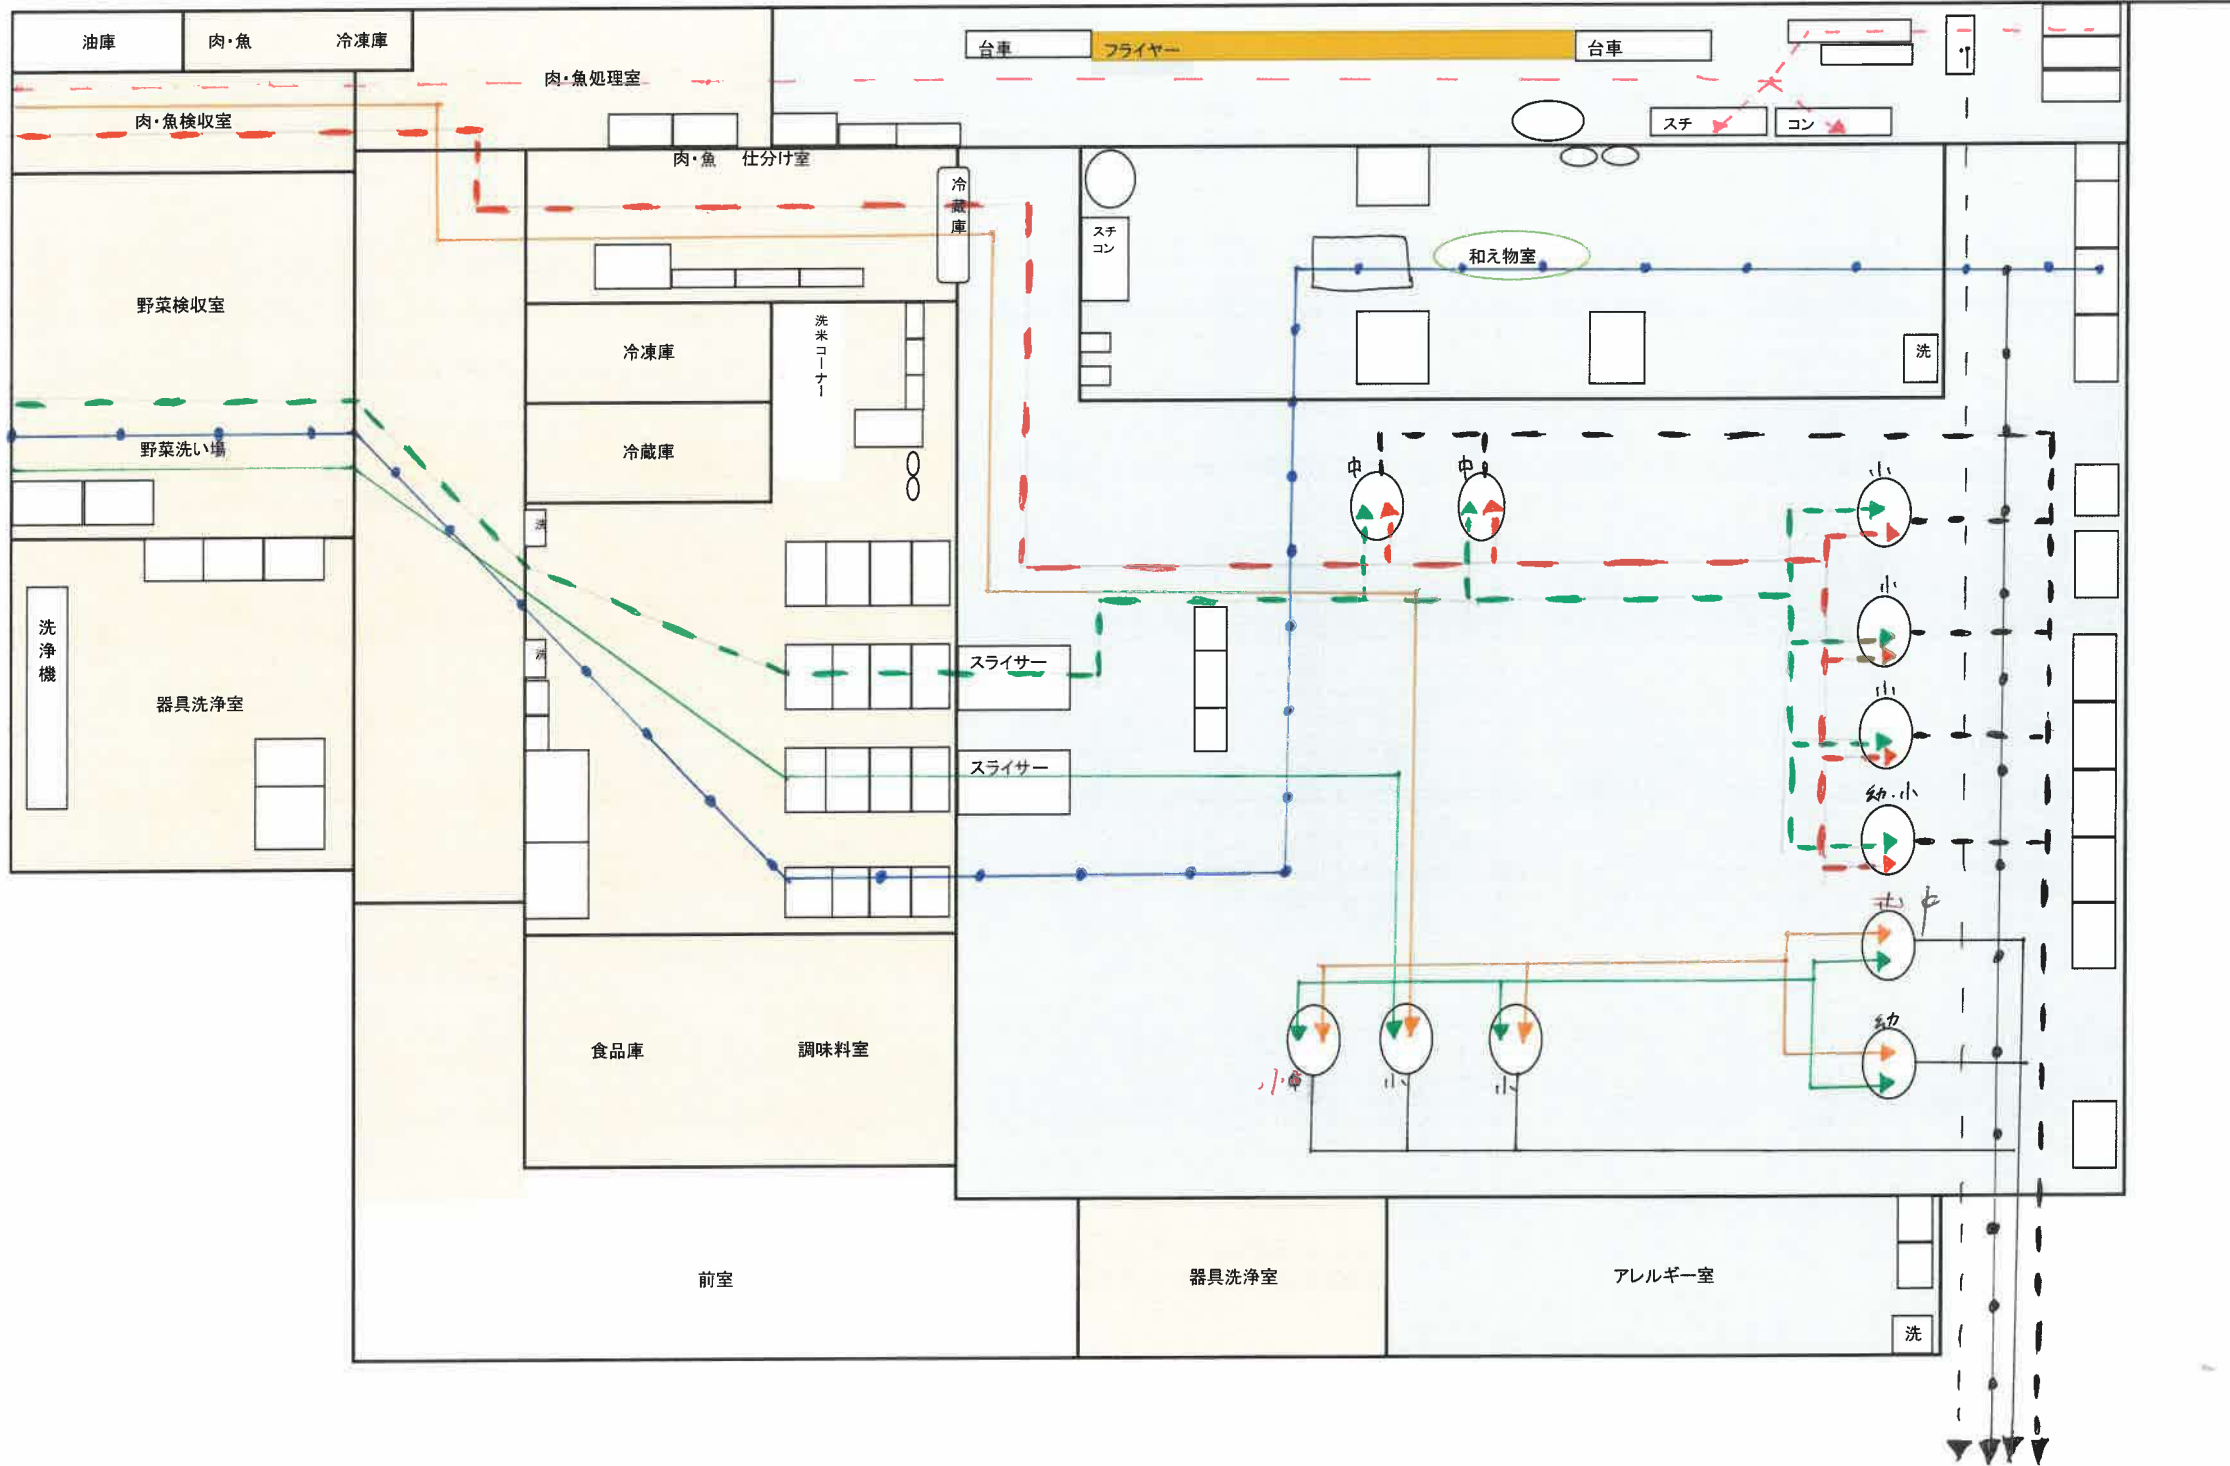 油庫
肉・魚　冷凍庫
肉・魚処理室
台車
フライヤー
台車
肉・魚検収室
スチ
コン
肉・魚　仕分け室
冷蔵庫
スチ
コン
和え物室
野菜検収室
洗米コーナー
冷凍庫
洗
冷蔵庫
野菜洗い場
中
中
小
洗
小
洗浄機
洗
スライサー
器具洗浄室
小
スライサー
幼・小
中
食品庫
調味料室
幼
小
中
小
小
前室
器具洗浄室
アレルギー室
洗